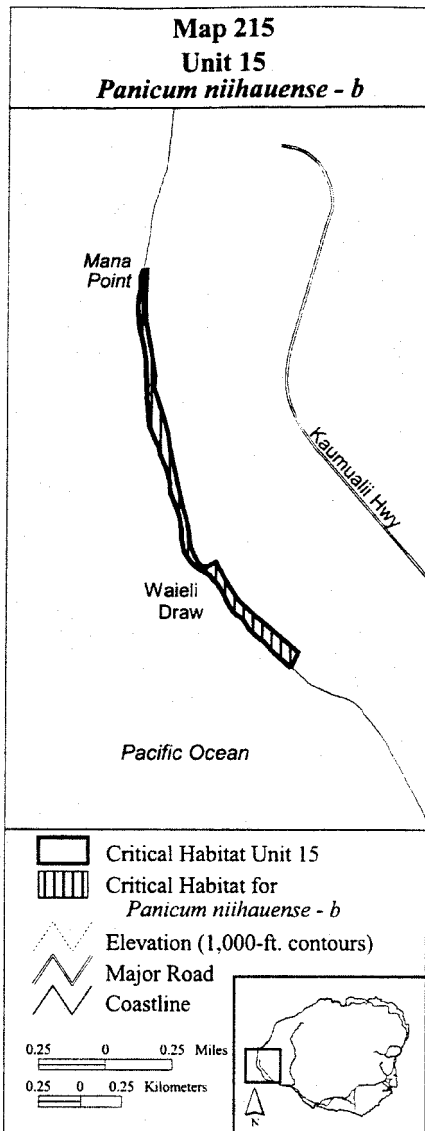 Map 215
Unit 15
Panicum niihauense - b
Mana
Point
Kaumualii Hwy
Waieli
Draw
Pacific Ocean
Critical Habitat Unit 15
Critical Habitat for
Panicum niihauense - b
Elevation (1,000-ft. contours)
Major Road
Coastline
0.25 0 0.25 Miles
0.25 0 0.25 Kilometers
N